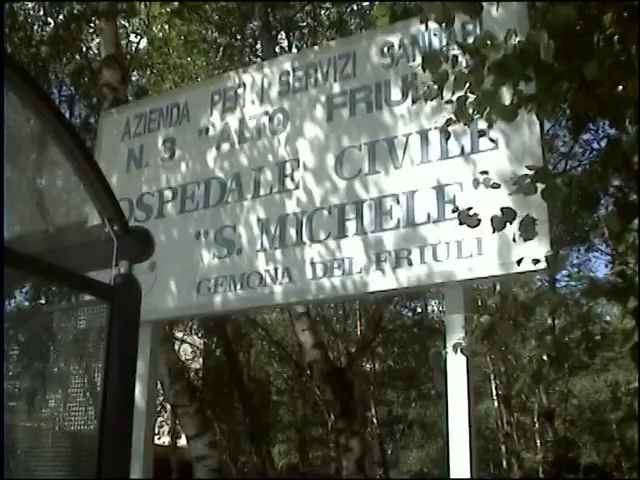 AZIENDA PER I SERVIZI SANITARI
N. 3 "ALTO FRIULI"
OSPEDALE CIVILE
"S. MICHELE"
GEMONA DEL FRIULI